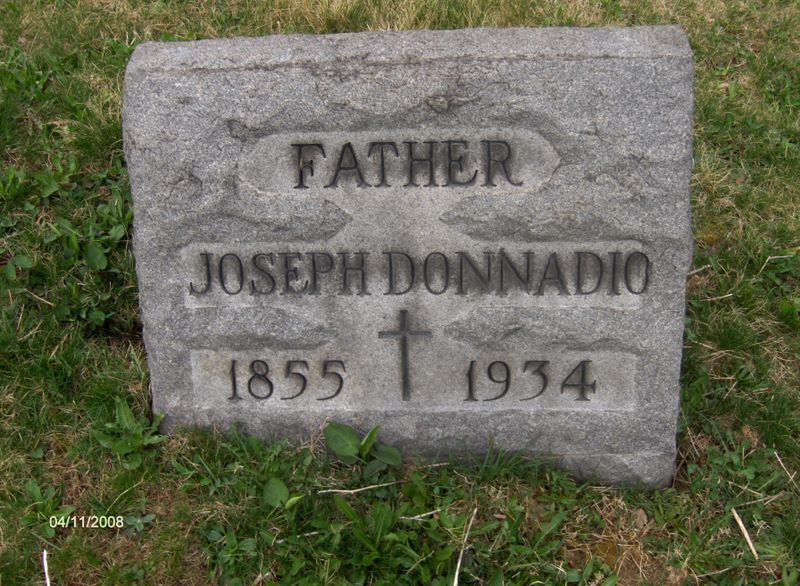 FATHER
JOSEPH DONNADIO
1855 1934
04/11/2008